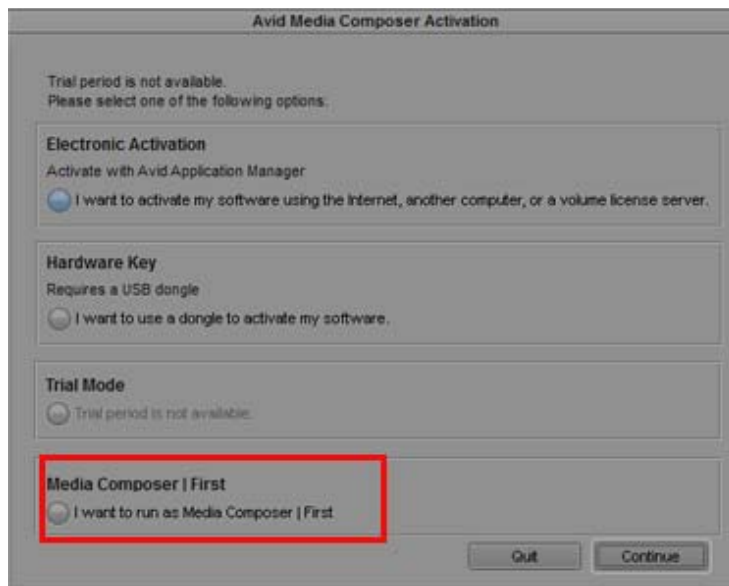 Avid Media Composer Activation
Trial period is not available.
Please select one of the following options:
Electronic Activation
Activate with Avid Application Manager
I want to activate my software using the Internet, another computer, or a volume license server.
Hardware Key
Requires a USB dongle
I want to use a dongle to activate my software.
Trial Mode
Trial period is not available.
Media Composer | First
I want to run as Media Composer | First
Quit
Continue